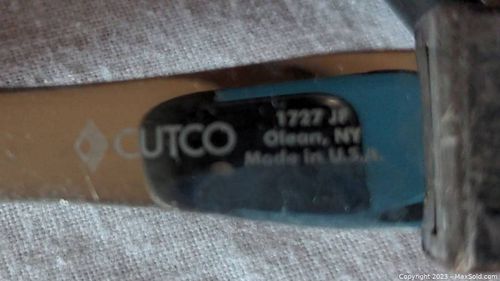 CUTCO
1727 JF
Olean, NY
Made in U.S.A.
Copyright 2023 - MaxSold.com